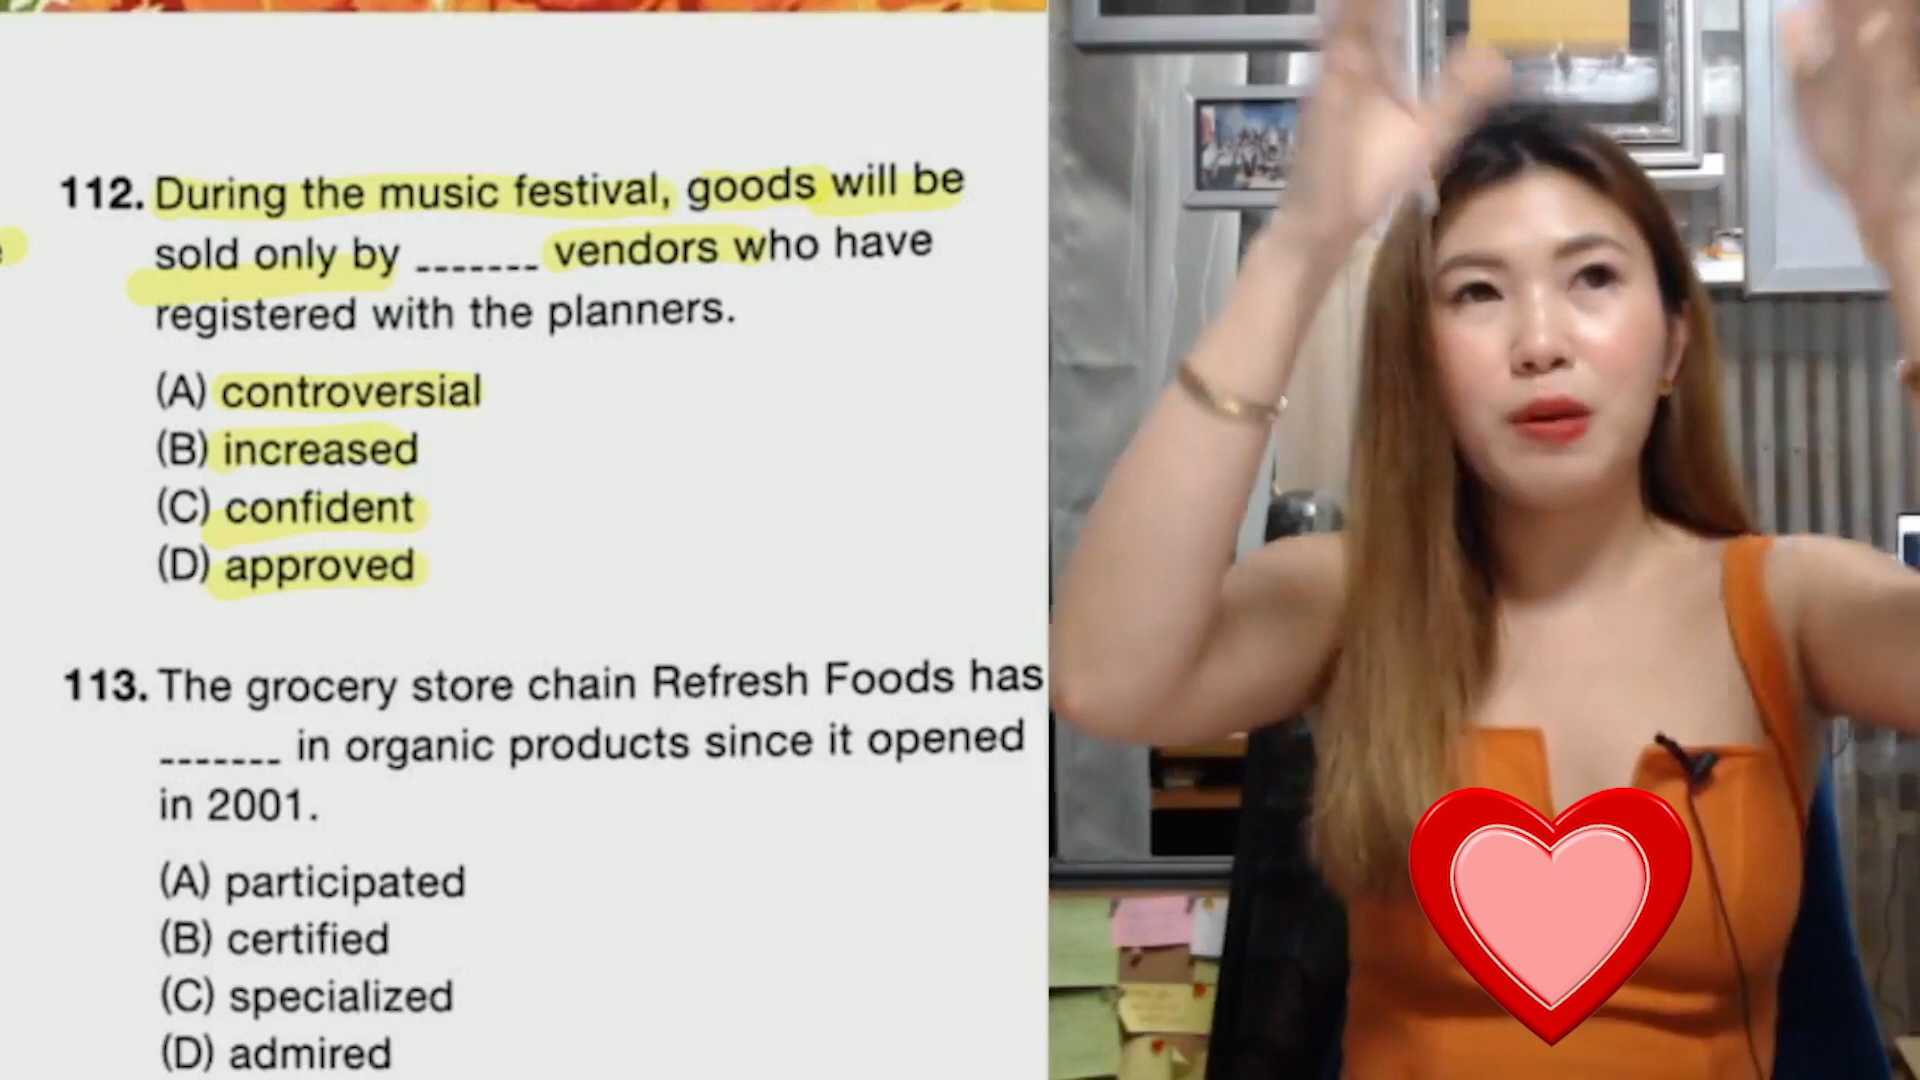 112. During the music festival, goods will be
sold only by _______ vendors who have
registered with the planners.
(A) controversial
(B) increased
(C) confident
(D) approved
113. The grocery store chain Refresh Foods has
_______ in organic products since it opened
in 2001.
(A) participated
(B) certified
(C) specialized
(D) admired